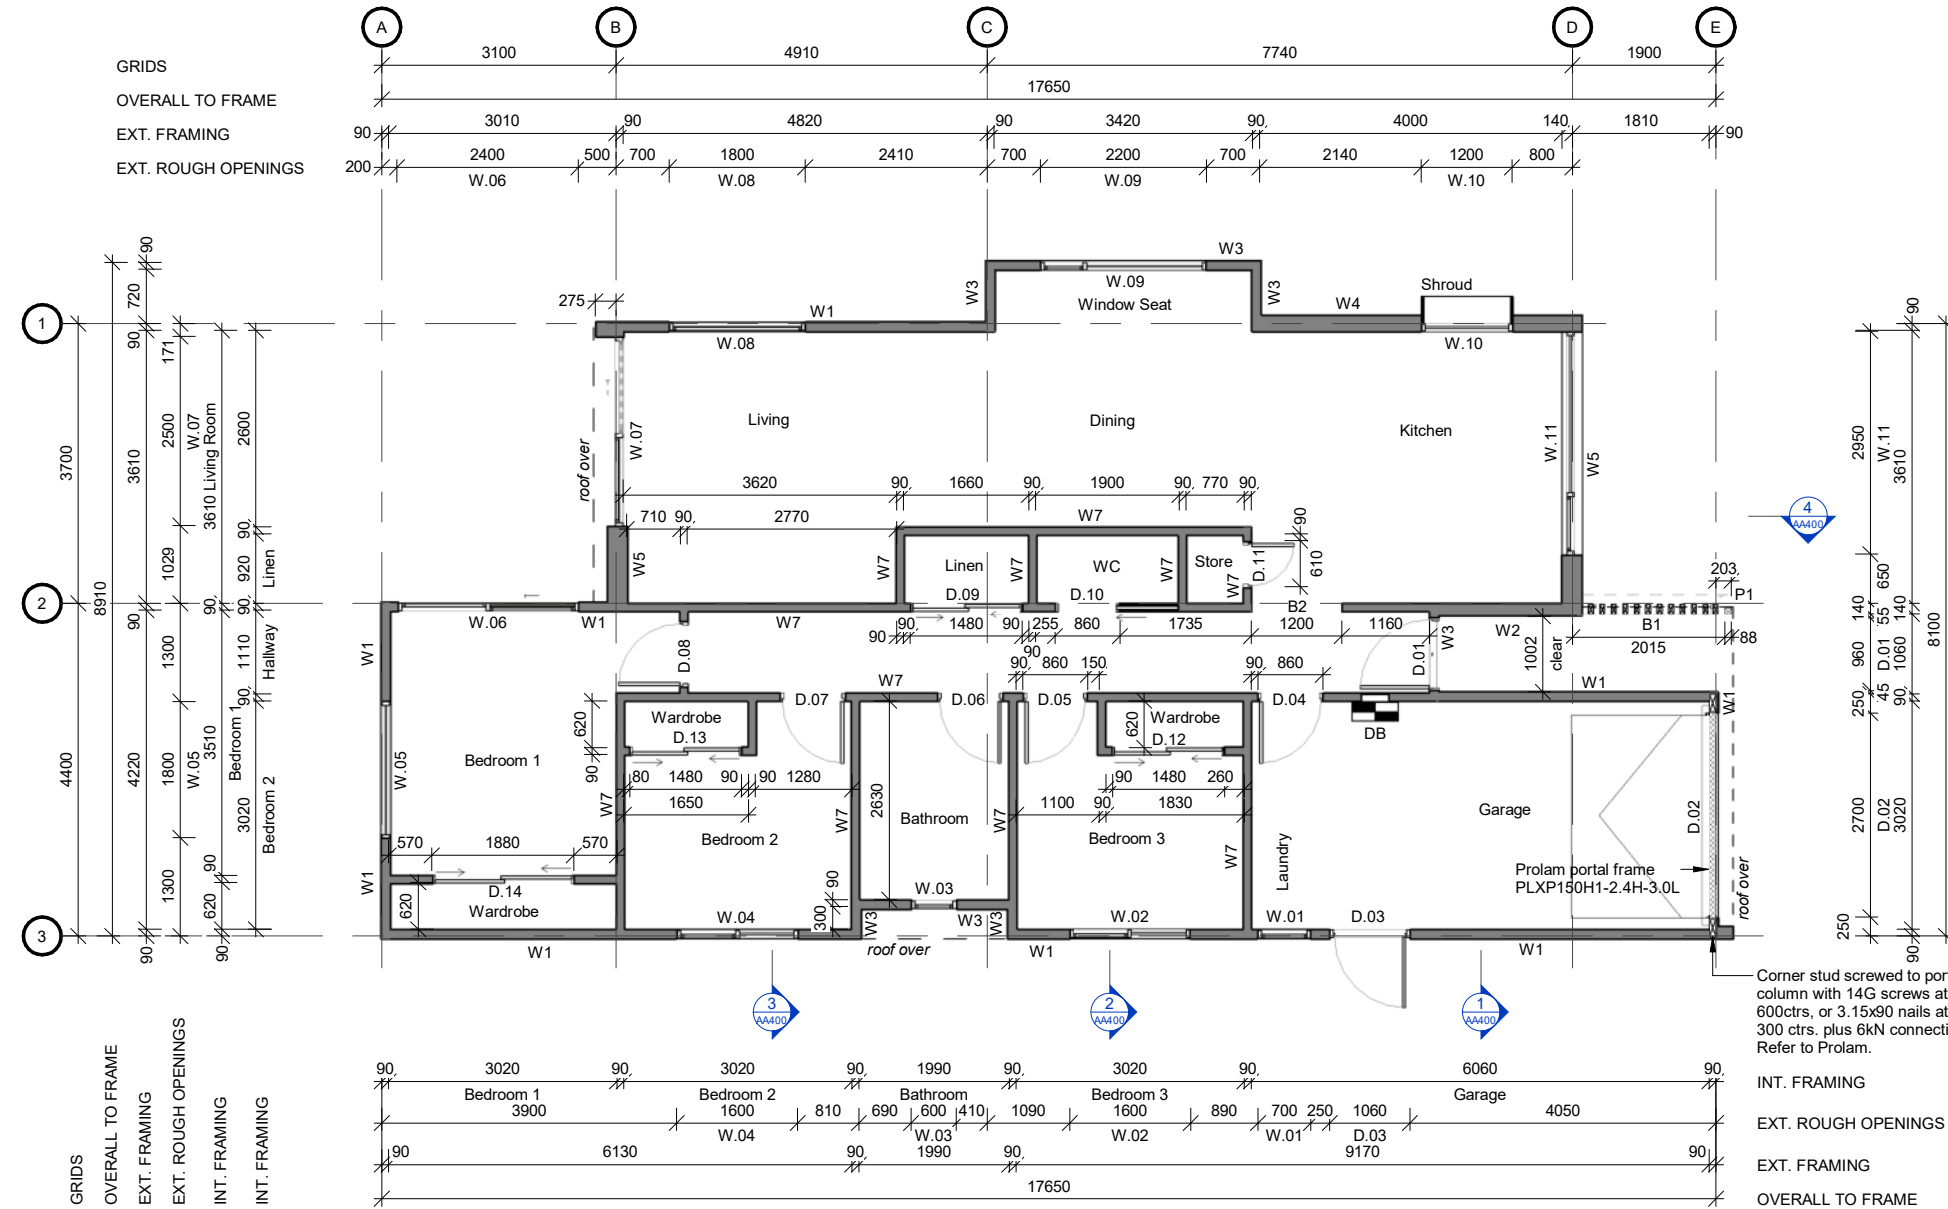 A B C D E
GRIDS 3100 4910 7740 1900
OVERALL TO FRAME 17650
EXT. FRAMING 90 3010 90 4820 90 3420 90 4000 140 1810 90
EXT. ROUGH OPENINGS 200 2400 500 700 1800 2410 700 2200 700 2140 1200 800
W.06 W.08 W.09 W.10
1
2
3
3700
4400
8910
90
720
90
3610
90
4220
90
171
2500
W.07
1029
1300
1800
W.05
1300
3610 Living Room
90
3510
Bedroom 1
90
620
90
2600
90
920 Linen
90
1110 Hallway
90
3020
Bedroom 2
275
W1
W3
W3
W.09
Window Seat
W3
W4
Shroud
W.08
W.10
roof over
W.07
Living
Dining
Kitchen
W.11
W5
3620 90 1660 90 1900 90 770 90
710 90 2770
W7
90
610
W5
W7
Linen
W7
WC
W7
Store
W7
D.11
D.09
D.10
B2
W.06
W1
W7
90 90 1480 90 255 860 1735 1200 1160
90
W1
D.08
W7
90 860 150
90 860
D.01
W3
W2
1002
clear
B1
2015
88
203
P1
W1
W1
D.07
D.06
D.05
D.04
DB
620
90
Wardrobe
D.13
Wardrobe
D.12
620
W.05
Bedroom 1
W7
80 1480 90 90 1280
1650
W7
2630
Bathroom
W7
90 1480 260
1100 90 1830
Bedroom 2
Bedroom 3
W7
Laundry
Garage
D.02
Prolam portal frame
PLXP150H1-2.4H-3.0L
roof over
570 1880 570
D.14
Wardrobe
620
W1
W.04
90
300
W.03
W3
W3
W3
W.02
W.01
D.03
W1
roof over
W1
W1
2950
W.11
650
140
55
960
D.01
45
250
2700
D.02
250
90
3610
140
1060
90
3020
90
8100
4
AA400
3
AA400
2
AA400
1
AA400
Corner stud screwed to por
column with 14G screws at
600ctrs, or 3.15x90 nails at
300 ctrs. plus 6kN connecti
Refer to Prolam.
GRIDS
OVERALL TO FRAME
EXT. FRAMING
EXT. ROUGH OPENINGS
INT. FRAMING
INT. FRAMING
90 3020 90 3020 90 1990 90 3020 90 6060 90 INT. FRAMING
Bedroom 1 Bedroom 2 Bathroom Bedroom 3 Garage
3900 1600 810 690 600 410 1090 1600 890 700 250 1060 4050 EXT. ROUGH OPENINGS
W.04 W.03 W.02 W.01 D.03
90 6130 90 1990 90 9170 90 EXT. FRAMING
17650 OVERALL TO FRAME